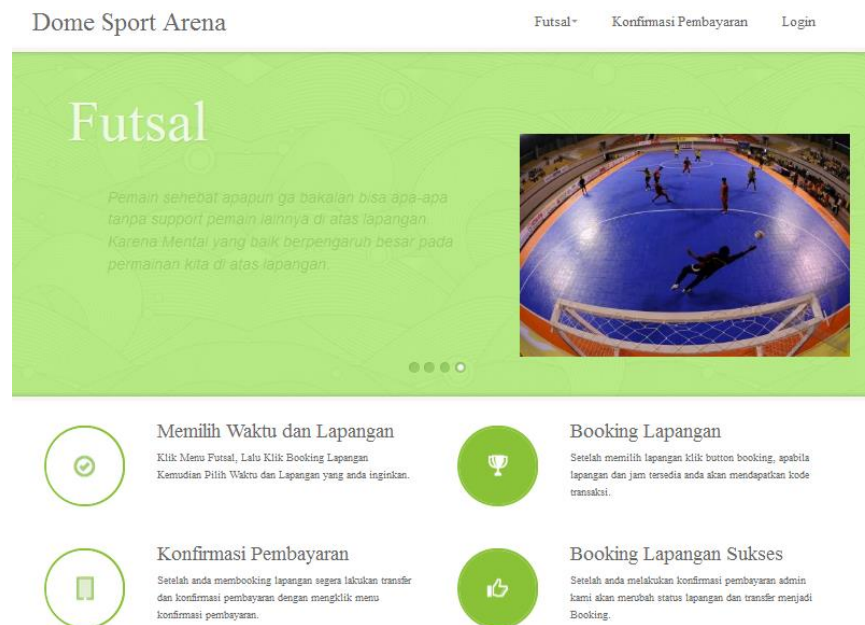 Dome Sport Arena
Futsal
Konfirmasi Pembayaran
Login
Futsal
Pemain sehebat apapun ga bakalan bisa apa-apa
tanpa support pemain lainnya di atas lapangan.
Karena Mental yang baik berpengaruh besar pada
permainan kita di atas lapangan.
Memilih Waktu dan Lapangan
Klik Menu Futsal, Lalu Klik Booking Lapangan
Kemudian Pilih Waktu dan Lapangan yang anda inginkan.
Booking Lapangan
Setelah memilih lapangan klik button booking, apabila
lapangan dan jam tersedia anda akan mendapatkan kode
transaksi.
Konfirmasi Pembayaran
Setelah anda membooking lapangan segera lakukan transfer
dan konfirmasi pembayaran dengan mengklik menu
konfirmasi pembayaran.
Booking Lapangan Sukses
Setelah anda melakukan konfirmasi pembayaran admin
kami akan merubah status lapangan dan transfer menjadi
Booking.